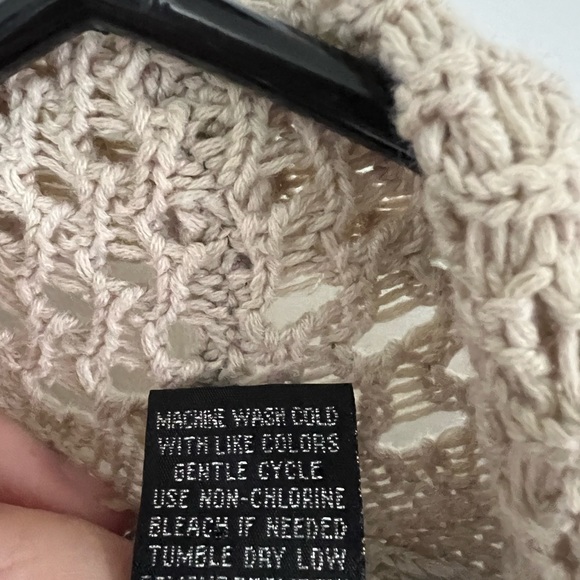 MACHINE WASH COLD
WITH LIKE COLORS
GENTLE CYCLE
USE NON-CHLORINE
BLEACH IF NEEDED
TUMBLE DRY LOW